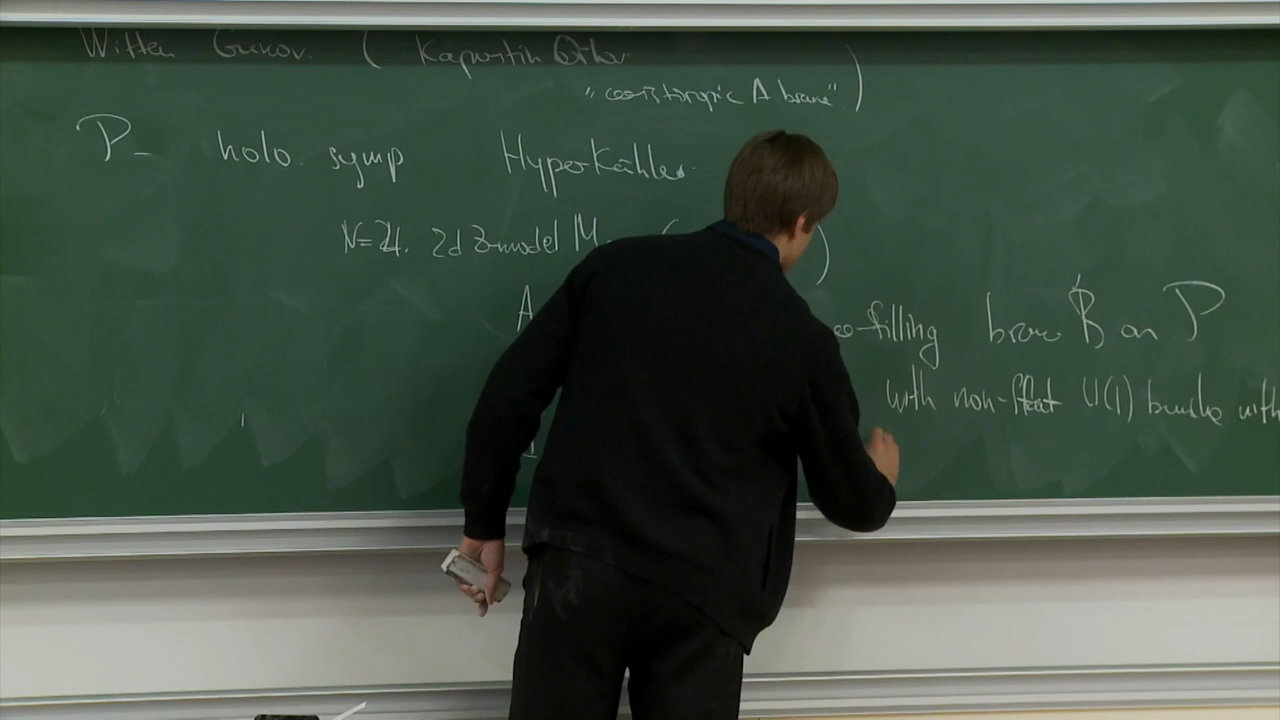 Witten Gukov. ( Kapustin Orlov
"coisotropic A brane" )
P - holo. symp. HyperKähler.
N=4. 2d σ-model M ( )
A -filling brane B on P
with non-flat U(1) bundle with